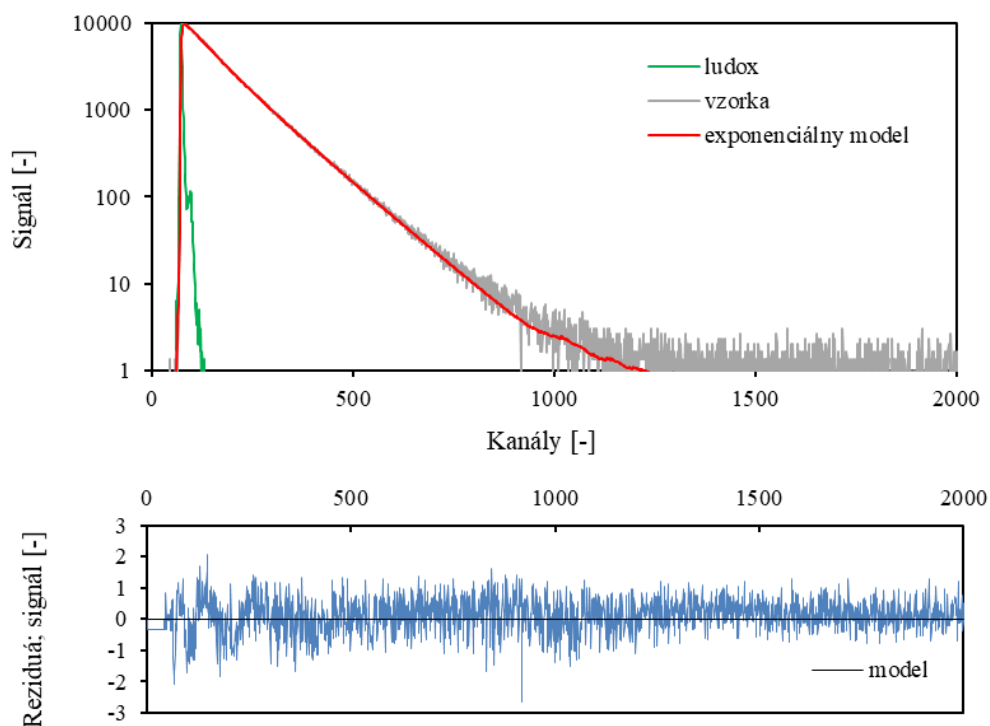 10000
1000
100
10
1
Signál [-]
ludox
vzorka
exponenciálny model
0 500 1000 1500 2000
Kanály [-]
0 500 1000 1500 2000
3
2
1
0
-1
-2
-3
Reziduá; signál [-]
model